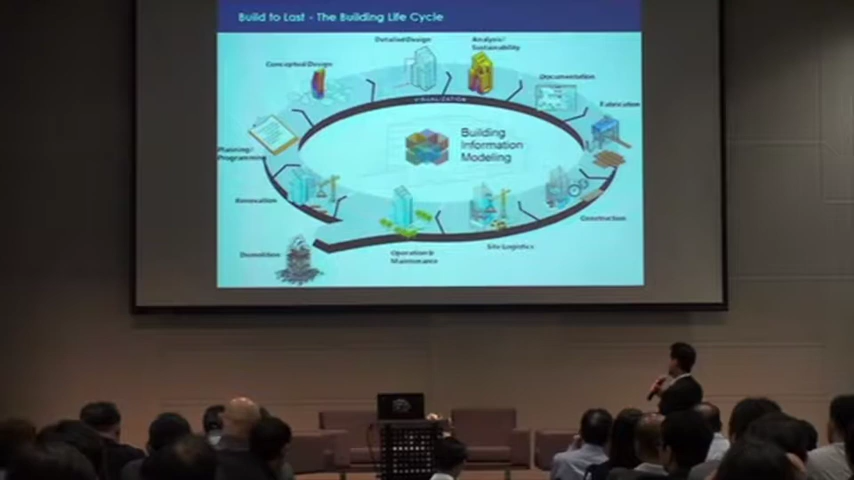 Build to Last - The Building Life Cycle
Detailed Design
Analysis/
Sustainability
Conceptual Design
Documentation
VISUALIZATION
Fabrication
Building
Information
Modeling
Planning/
Programming
Renovation
Construction
Site Logistics
Demolition
Operation &
Maintenance